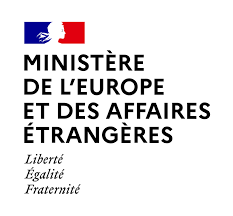 MINISTÈRE
DE L'EUROPE
ET DES AFFAIRES
ÉTRANGÈRES
Liberté
Égalité
Fraternité